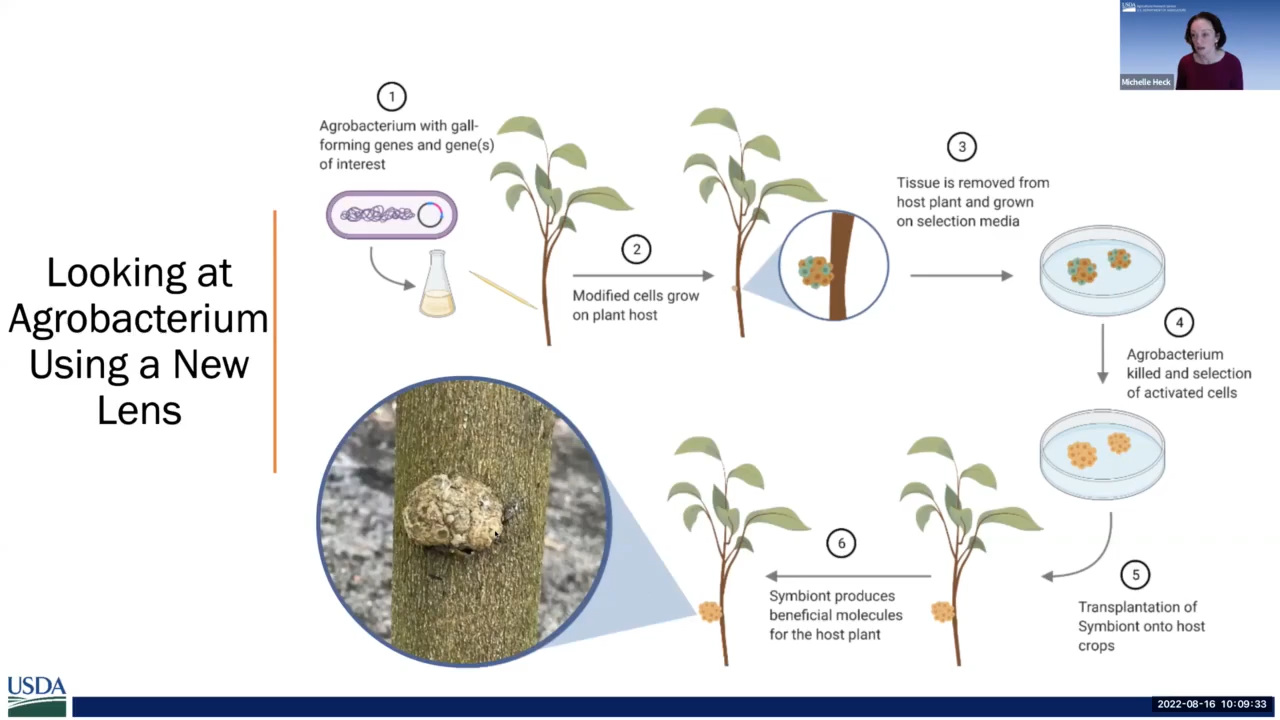 USDA
Michelle Heck
Looking at
Agrobacterium
Using a New
Lens
1
Agrobacterium with gall-
forming genes and gene(s)
of interest
2
Modified cells grow
on plant host
3
Tissue is removed from
host plant and grown
on selection media
4
Agrobacterium
killed and selection
of activated cells
5
Transplantation of
Symbiont onto host
crops
6
Symbiont produces
beneficial molecules
for the host plant
USDA
2022-08-16 10:09:33